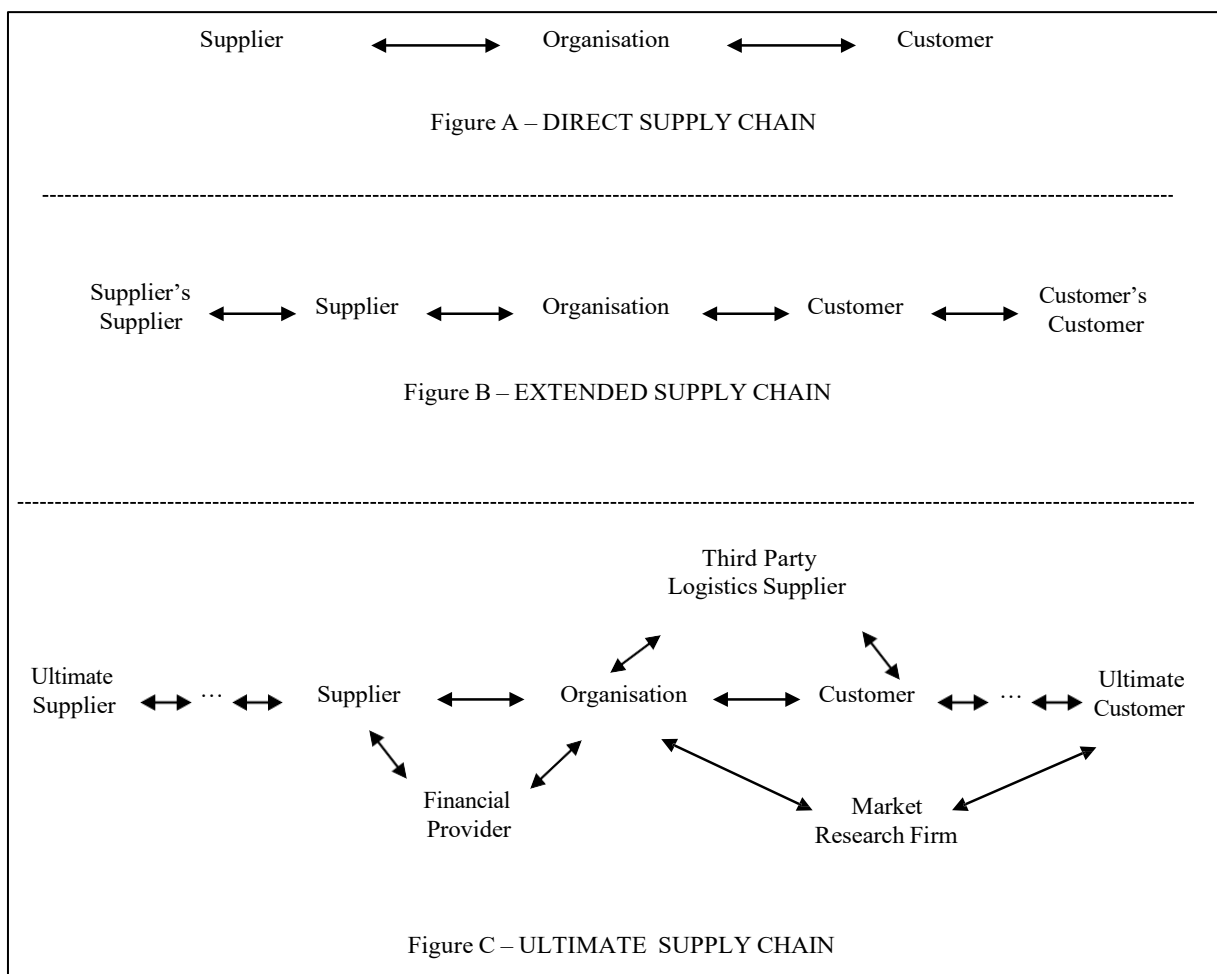 Supplier Organisation Customer
Figure A – DIRECT SUPPLY CHAIN
Supplier’s
Supplier
Supplier
Organisation
Customer
Customer’s
Customer
Figure B – EXTENDED SUPPLY CHAIN
Third Party
Logistics Supplier
Ultimate
Supplier
...
Supplier
Organisation
Customer
...
Ultimate
Customer
Financial
Provider
Market
Research Firm
Figure C – ULTIMATE SUPPLY CHAIN